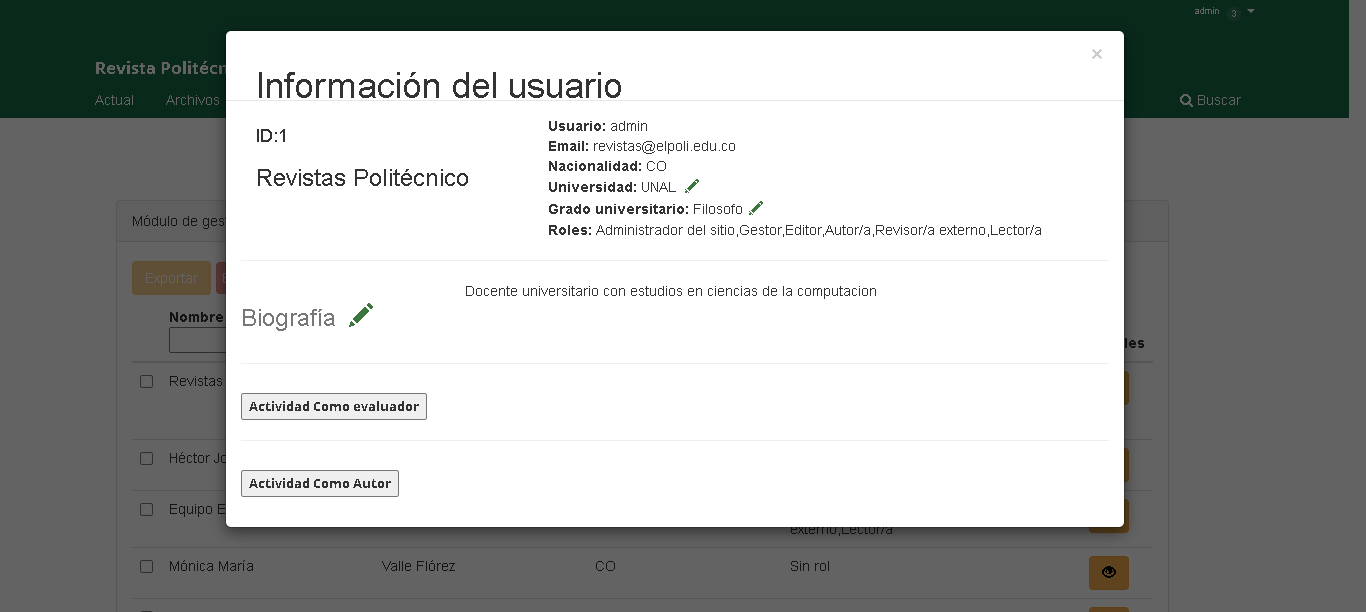 admin 3
Revista Politécn
Actual Archivos
Buscar
×
Información del usuario
ID:1
Revistas Politécnico
Usuario: admin
Email: revistas@elpoli.edu.co
Nacionalidad: CO
Universidad: UNAL
Grado universitario: Filosofo
Roles: Administrador del sitio,Gestor,Editor,Autor/a,Revisor/a externo,Lector/a
Módulo de ges
Exportar
Docente universitario con estudios en ciencias de la computacion
Biografía
Nombre
les
Revistas
Actividad Como evaluador
Héctor Jo
Actividad Como Autor
Equipo E
externo,Lector/a
Mónica María Valle Flórez CO Sin rol